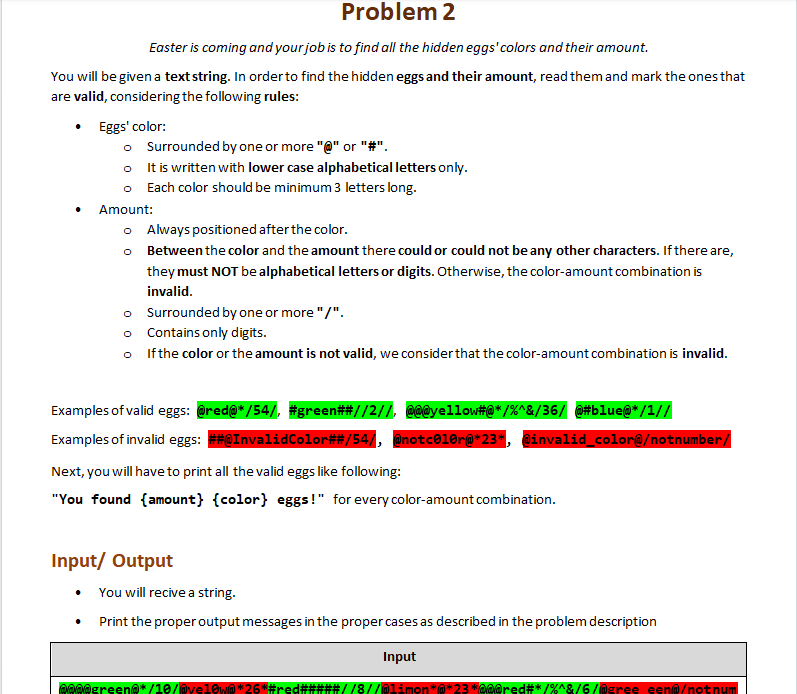 Problem 2
Easter is coming and your job is to find all the hidden eggs' colors and their amount.
You will be given a text string. In order to find the hidden eggs and their amount, read them and mark the ones that
are valid, considering the following rules:
• Eggs' color:
o Surrounded by one or more "@" or "#".
o It is written with lower case alphabetical letters only.
o Each color should be minimum 3 letters long.
• Amount:
o Always positioned after the color.
o Between the color and the amount there could or could not be any other characters. If there are,
they must NOT be alphabetical letters or digits. Otherwise, the color-amount combination is
invalid.
o Surrounded by one or more "/".
o Contains only digits.
o If the color or the amount is not valid, we consider that the color-amount combination is invalid.
Examples of valid eggs: @red@*/54/, #green##//2//, @@@yellow#@*/%^&/36/ @#blue@*/1//
Examples of invalid eggs: ##@InvalidColor##/54/, @notc0l0r@*23*, @invalid_color@/notnumber/
Next, you will have to print all the valid eggs like following:
"You found {amount} {color} eggs!" for every color-amount combination.
Input/ Output
• You will recive a string.
• Print the proper output messages in the proper cases as described in the problem description
Input
@@@@green@*/10/@yel0w@*26*#red#####//8//@limon*@*23*@@@red#*/%^&/6/@gree_een@/notnum